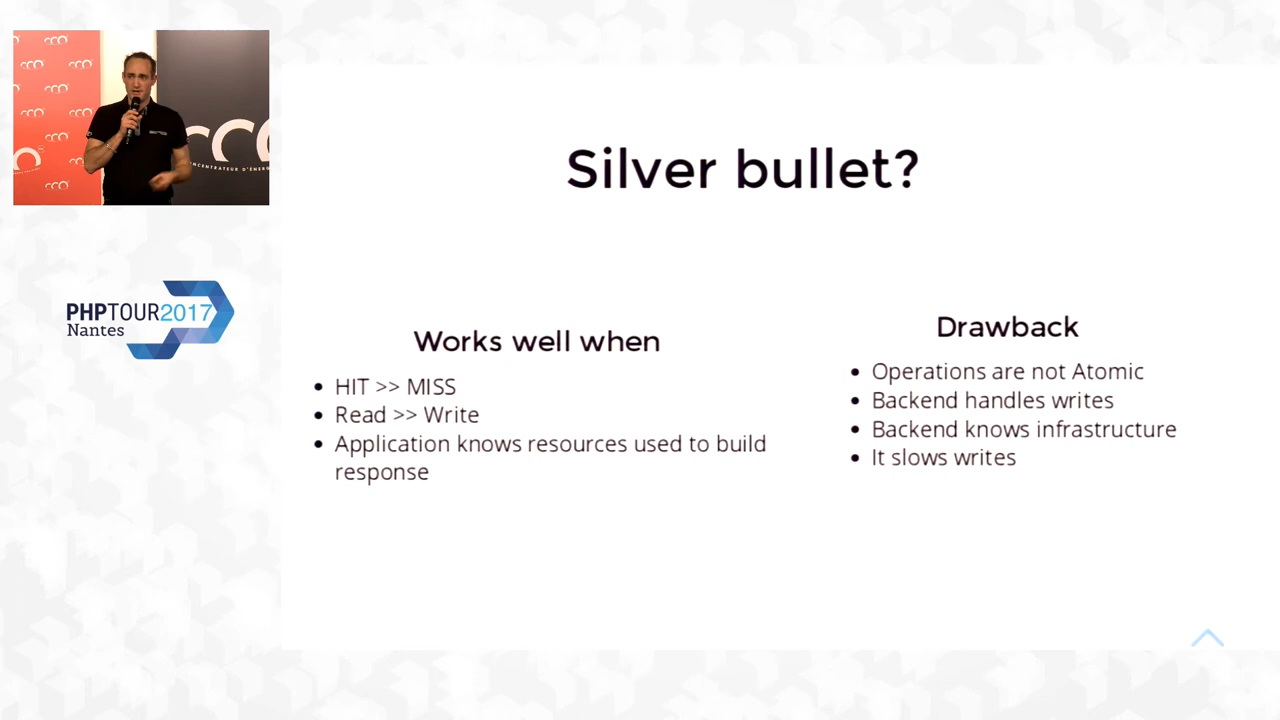 Silver bullet?
PHPTOUR2017
Nantes
Works well when
• HIT >> MISS
• Read >> Write
• Application knows resources used to build
response
Drawback
• Operations are not Atomic
• Backend handles writes
• Backend knows infrastructure
• It slows writes